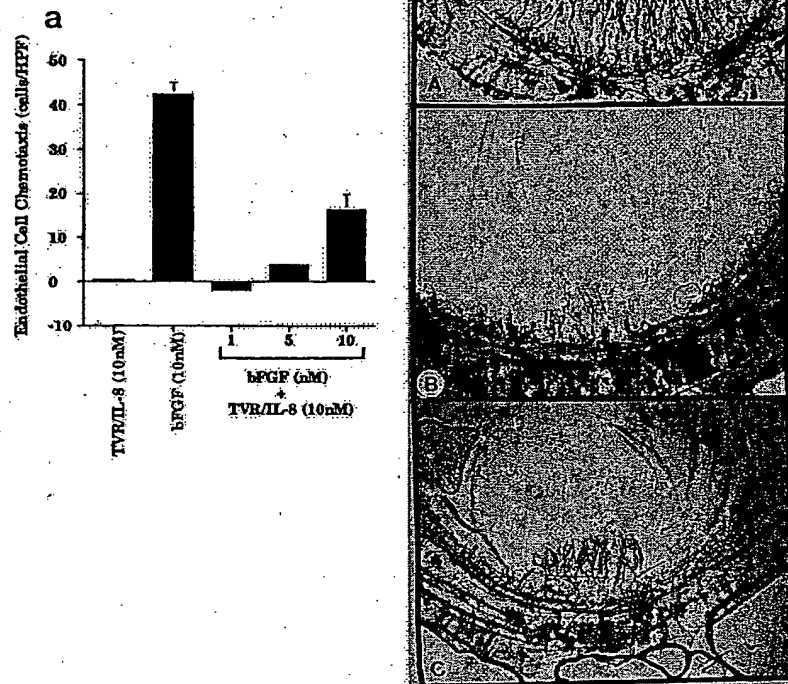 a
Endothelial Cell Chemotaxis (cells/HPF)
50
40
30
20
10
0
-10
TVR/IL-8 (10nM)
bFGF (10nM)
1 5 10
bFGF (nM)
+
TVR/IL-8 (10nM)
A
B
C